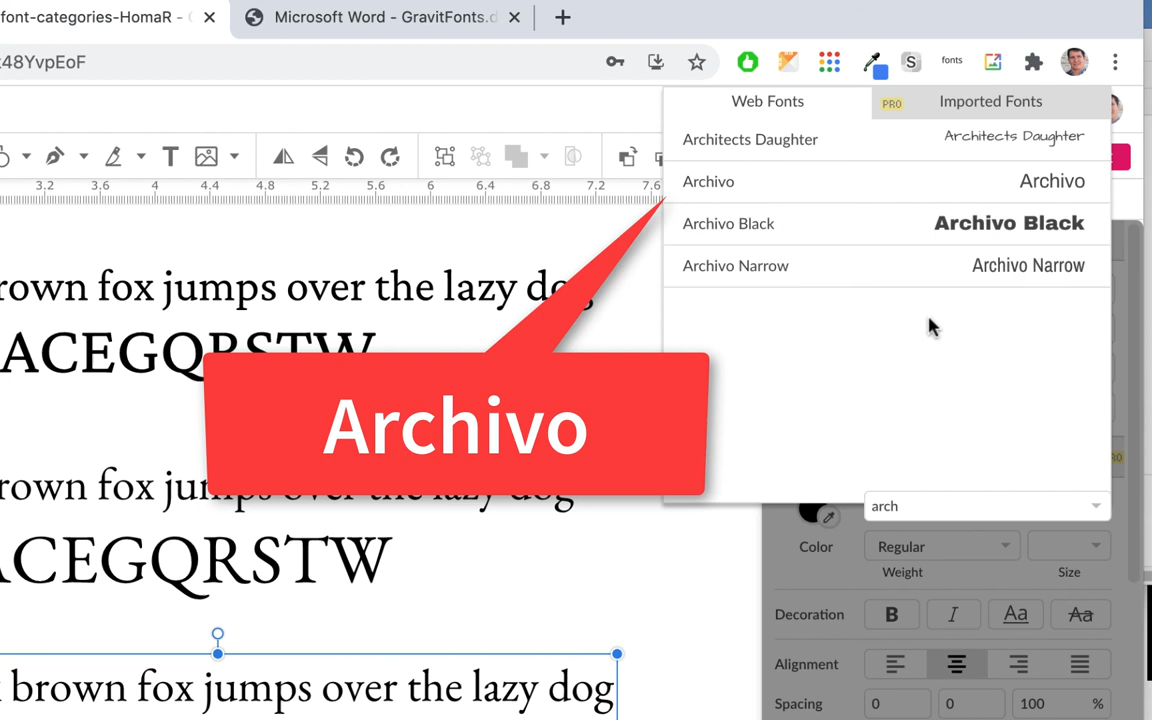 font-categories-HomaR -
Microsoft Word - GravitFonts.d
48YvpEoF
fonts
S
Web Fonts
PRO
Imported Fonts
Architects Daughter
Architects Daughter
T
3.2 3.6 4 4.4 4.8 5.2 5.6 6 6.4 6.8 7.2 7.6
Archivo
Archivo
Archivo Black
Archivo Black
Archivo Narrow
Archivo Narrow
rown fox jumps over the lazy dog
ACEGQRSTW
Archivo
rown fox jumps over the lazy dog
ACEGQRSTW
arch
Color
Regular
Weight
Size
Decoration
B
I
Aa
Aa
brown fox jumps over the lazy dog
Alignment
Spacing
0
0
100 %